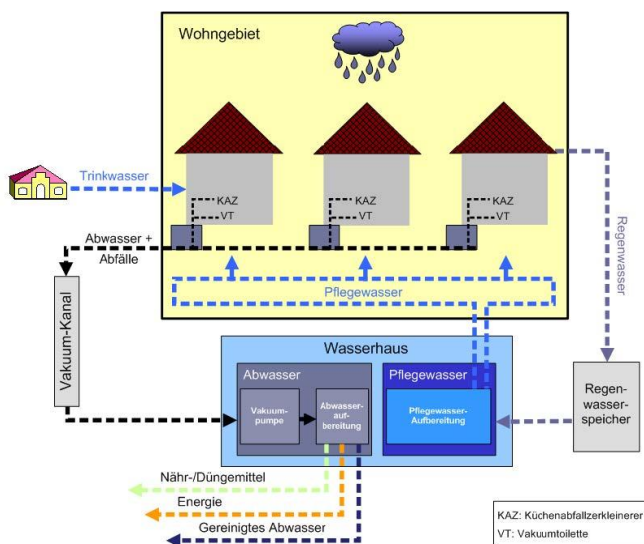 Wohngebiet
Trinkwasser
KAZ
VT
KAZ
VT
KAZ
VT
Abwasser +
Abfälle
Pflegewasser
Regenwasser
Vakuum-Kanal
Wasserhaus
Abwasser
Pflegewasser
Vakuum-
pumpe
Abwasser-
auf-
bereitung
Pflegewasser-
Aufbereitung
Regen-
wasser-
speicher
Nähr-/Düngemittel
Energie
Gereinigtes Abwasser
KAZ: Küchenabfallzerkleinerer
VT: Vakuumtoilette